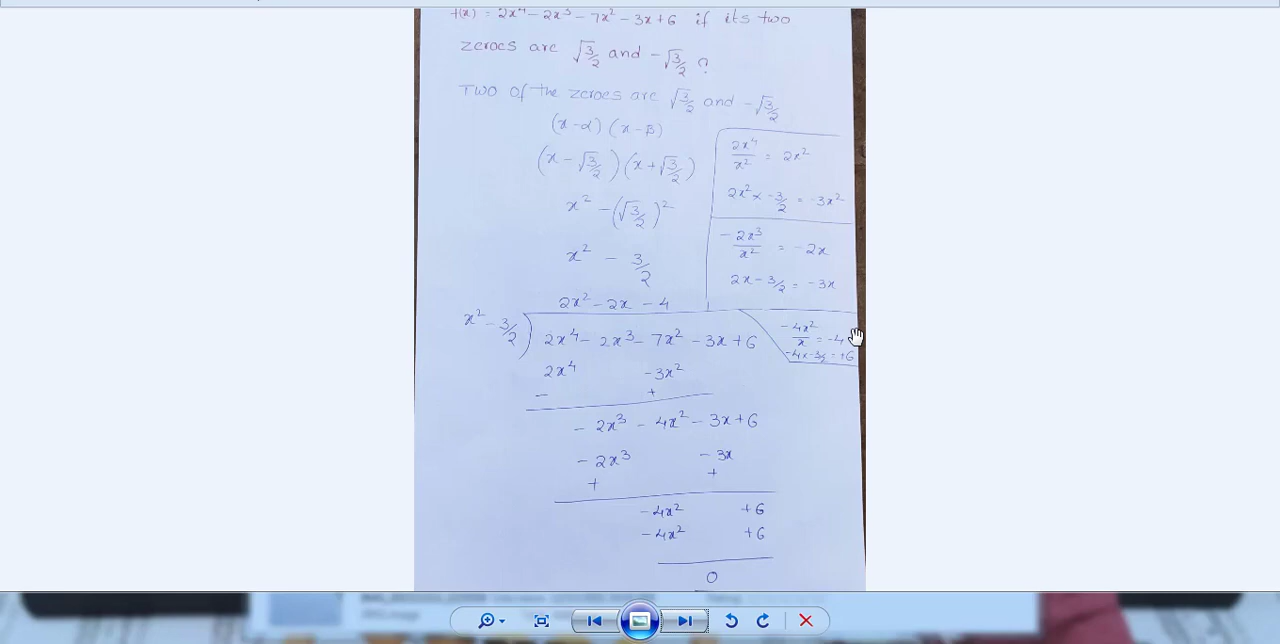 f(x) = 2x⁴ - 2x³ - 7x² - 3x + 6 if its two
zeroes are √3/2 and -√3/2 ?
Two of the zeroes are √3/2 and -√3/2
(x-α) (x-β)
(x - √3/2) (x + √3/2)
x² - (√3/2)²
x² - 3/2
2x⁴/x² = 2x²
2x² x -3/2 = -3x²
-2x³/x² = -2x
2x - 3/2 = -3x
2x² - 2x - 4
x² - 3/2 ) 2x⁴ - 2x³ - 7x² - 3x + 6
2x⁴ -3x²
- +
- 2x³ - 4x² - 3x + 6
- 2x³ - 3x
+ +
-4x² +6
-4x² +6
0
-4x²/x = -4
-4x-3/2 = +6